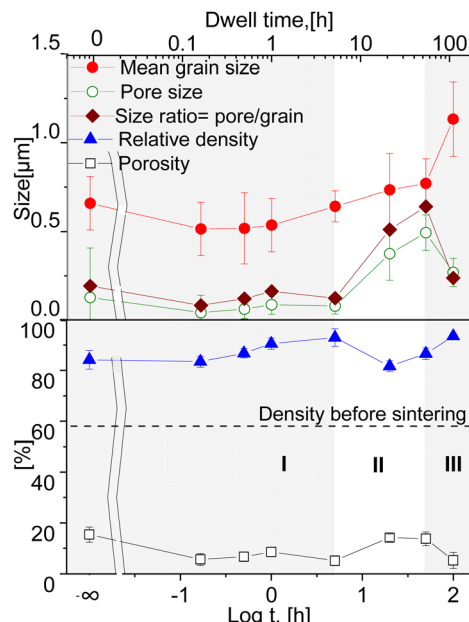 Dwell time,[h]
0 0.1 1 10 100
1.5
Mean grain size
Pore size
Size ratio= pore/grain
Relative density
Porosity
1.0
Size[µm]
0.5
0.0
100
80
Density before sintering
60
[%]
40
I II III
20
0
-∞ -1 0 1 2
Log t, [h]